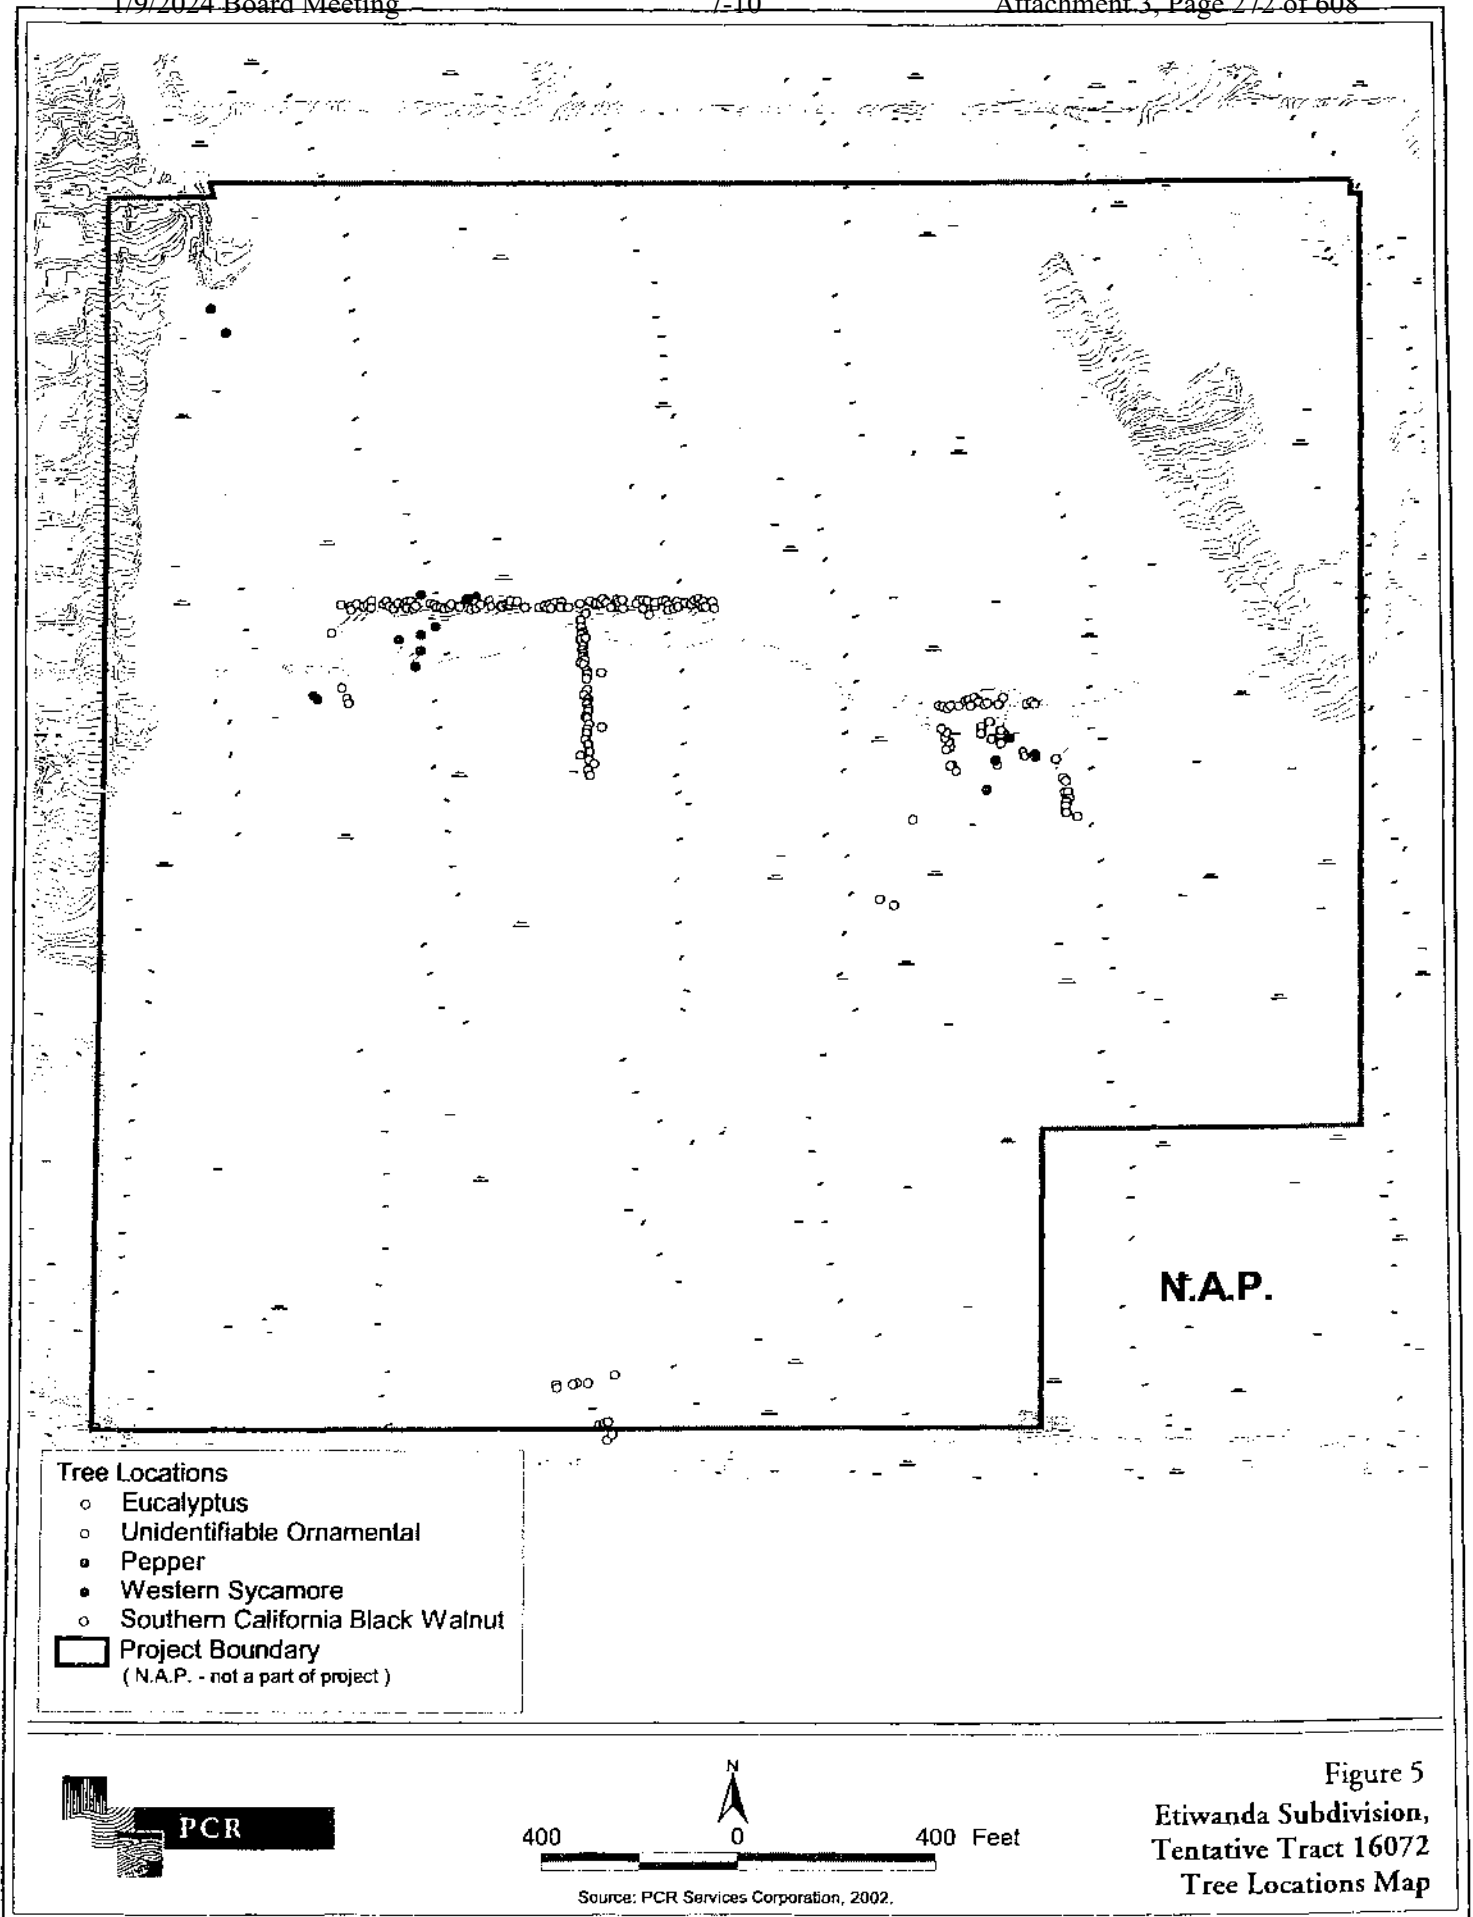 1/9/2024 Board Meeting 7-10 Attachment 3, Page 272 of 608
N.A.P.
Tree Locations
Eucalyptus
Unidentifiable Ornamental
Pepper
Western Sycamore
Southern California Black Walnut
Project Boundary
( N.A.P. - not a part of project )
PCR
N
400 0 400 Feet
Source: PCR Services Corporation, 2002.
Figure 5
Etiwanda Subdivision,
Tentative Tract 16072
Tree Locations Map